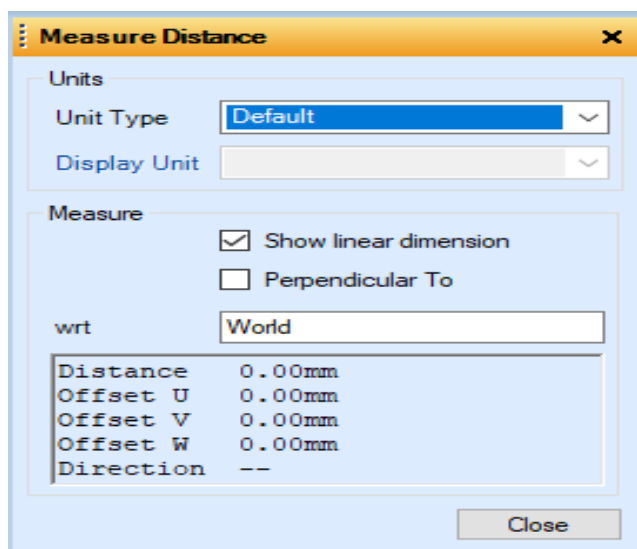 Measure Distance
Units
Unit Type Default
Display Unit
Measure
Show linear dimension
Perpendicular To
wrt World
Distance 0.00mm
Offset U 0.00mm
Offset V 0.00mm
Offset W 0.00mm
Direction --
Close